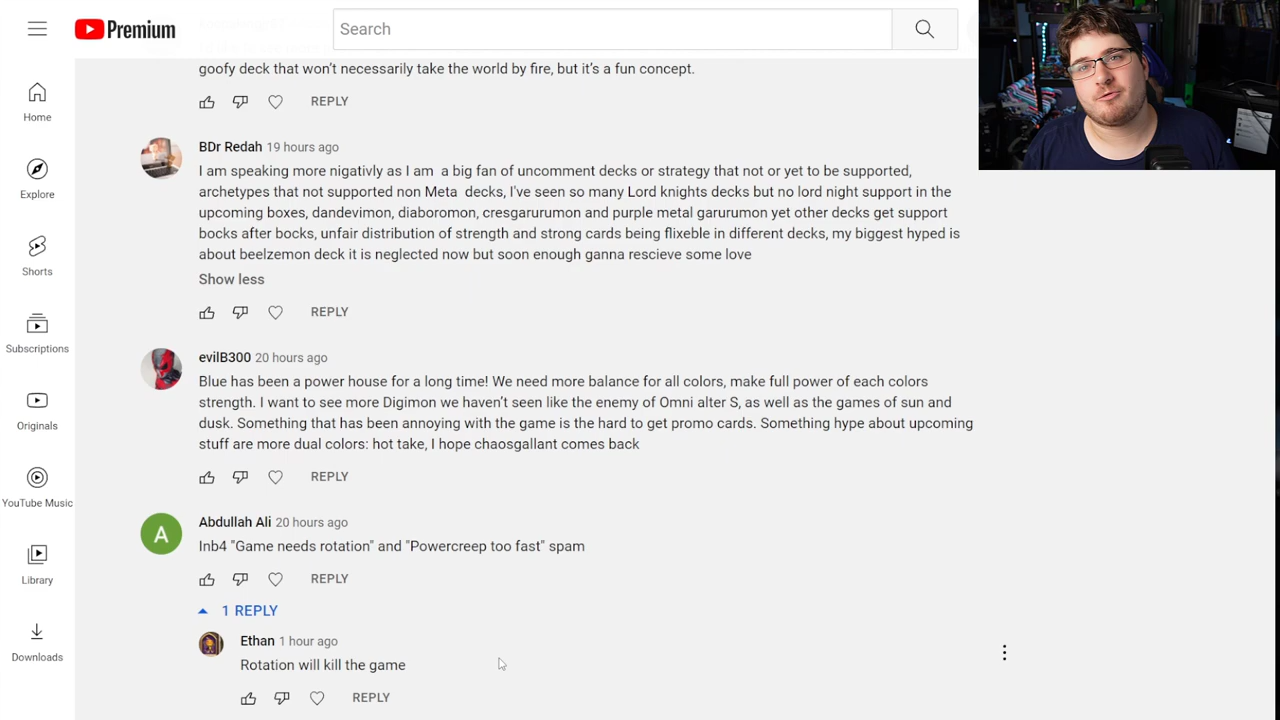 Premium
Search
goofy deck that won't necessarily take the world by fire, but it's a fun concept.
REPLY
Home
BDr Redah 19 hours ago
I am speaking more nigativly as I am a big fan of uncomment decks or strategy that not or yet to be supported,
archetypes that not supported non Meta decks, I've seen so many Lord knights decks but no lord night support in the
upcoming boxes, dandevimon, diaboromon, cresgarurumon and purple metal garurumon yet other decks get support
bocks after bocks, unfair distribution of strength and strong cards being flixeble in different decks, my biggest hyped is
about beelzemon deck it is neglected now but soon enough ganna rescieve some love
Show less
REPLY
Explore
Shorts
Subscriptions
evilB300 20 hours ago
Blue has been a power house for a long time! We need more balance for all colors, make full power of each colors
strength. I want to see more Digimon we haven't seen like the enemy of Omni alter S, as well as the games of sun and
dusk. Something that has been annoying with the game is the hard to get promo cards. Something hype about upcoming
stuff are more dual colors: hot take, I hope chaosgallant comes back
REPLY
Originals
YouTube Music
Abdullah Ali 20 hours ago
Inb4 "Game needs rotation" and "Powercreep too fast" spam
REPLY
Library
1 REPLY
Ethan 1 hour ago
Rotation will kill the game
REPLY
Downloads